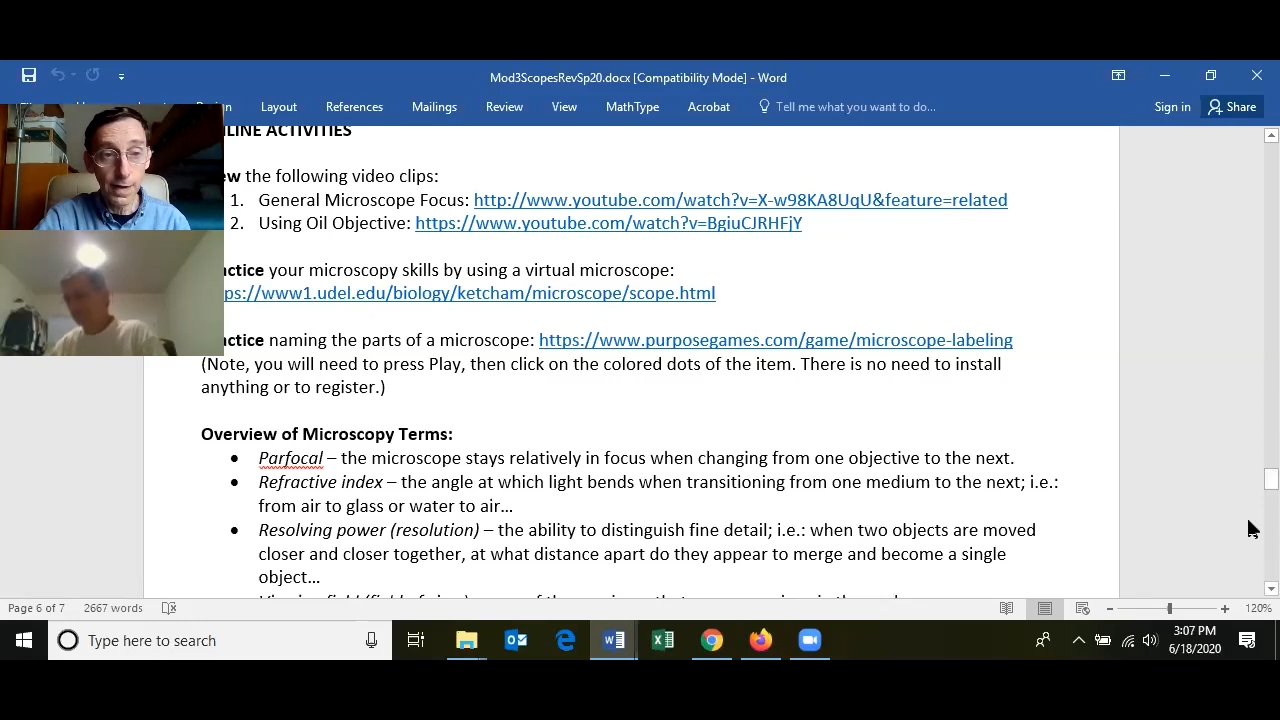 Mod3ScopesRevSp20.docx [Compatibility Mode] - Word
Layout References Mailings Review View MathType Acrobat Tell me what you want to do... Sign in Share
LINE ACTIVITIES
the following video clips:
1. General Microscope Focus: http://www.youtube.com/watch?v=X-w98KA8UqU&feature=related
2. Using Oil Objective: https://www.youtube.com/watch?v=BgiuCJRHFjY
actice your microscopy skills by using a virtual microscope:
ps://www1.udel.edu/biology/ketcham/microscope/scope.html
actice naming the parts of a microscope: https://www.purposegames.com/game/microscope-labeling
(Note, you will need to press Play, then click on the colored dots of the item. There is no need to install
anything or to register.)
Overview of Microscopy Terms:
• Parfocal – the microscope stays relatively in focus when changing from one objective to the next.
• Refractive index – the angle at which light bends when transitioning from one medium to the next; i.e.:
from air to glass or water to air…
• Resolving power (resolution) – the ability to distinguish fine detail; i.e.: when two objects are moved
closer and closer together, at what distance apart do they appear to merge and become a single
object…
Page 6 of 7 2667 words 120%
Type here to search
3:07 PM
6/18/2020